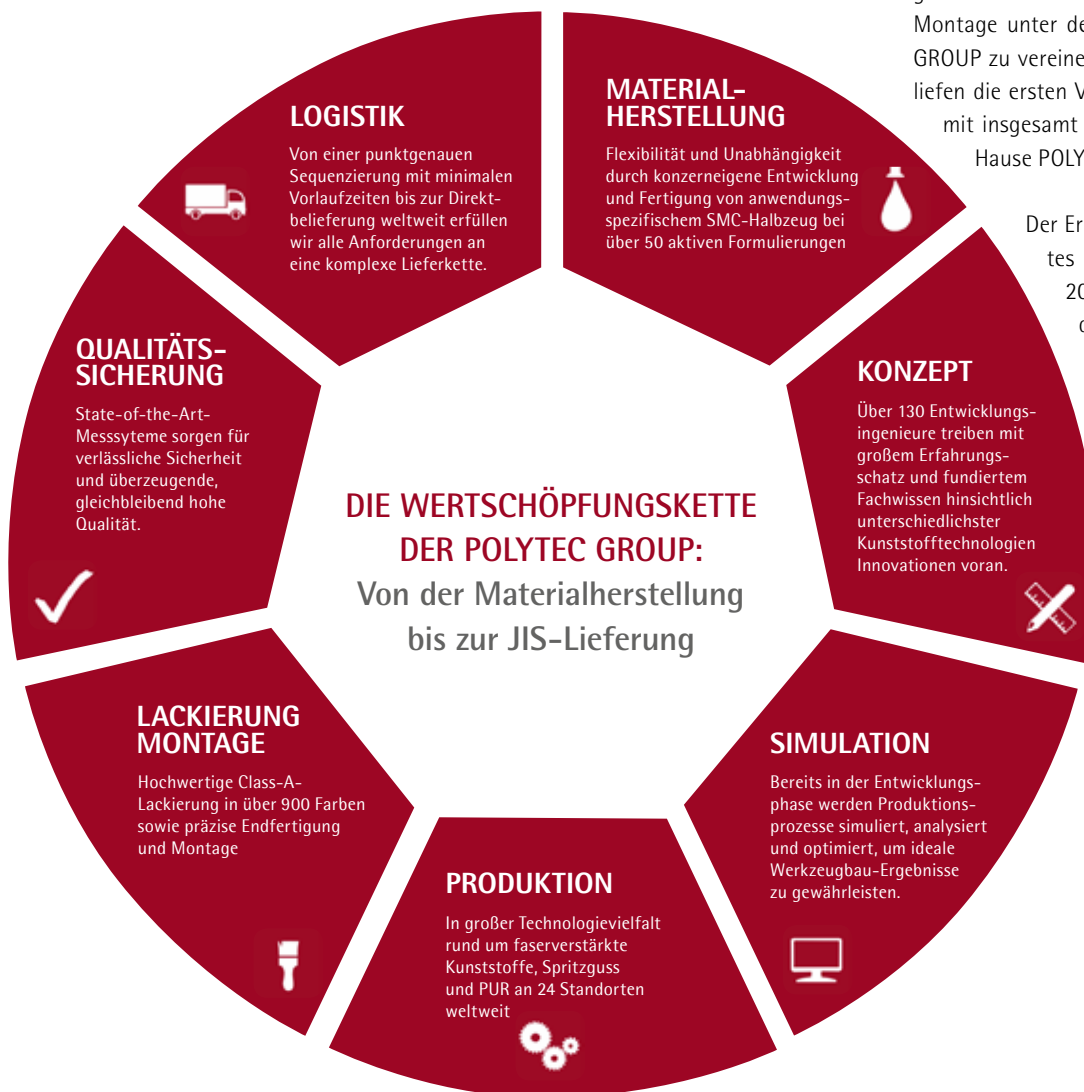 Montage unter de
GROUP zu vereine
liefen die ersten V
mit insgesamt
Hause POLY
Der Er
tes
20
DIE WERTSCHÖPFUNGSKETTE
DER POLYTEC GROUP:
Von der Materialherstellung
bis zur JIS-Lieferung
MATERIAL-
HERSTELLUNG
Flexibilität und Unabhängigkeit
durch konzerneigene Entwicklung
und Fertigung von anwendungs-
spezifischem SMC-Halbzeug bei
über 50 aktiven Formulierungen
KONZEPT
Über 130 Entwicklungs-
ingenieure treiben mit
großem Erfahrungs-
schatz und fundiertem
Fachwissen hinsichtlich
unterschiedlichster
Kunststofftechnologien
Innovationen voran.
SIMULATION
Bereits in der Entwicklungs-
phase werden Produktions-
prozesse simuliert, analysiert
und optimiert, um ideale
Werkzeugbau-Ergebnisse
zu gewährleisten.
PRODUKTION
In großer Technologievielfalt
rund um faserverstärkte
Kunststoffe, Spritzguss
und PUR an 24 Standorten
weltweit
LACKIERUNG
MONTAGE
Hochwertige Class-A-
Lackierung in über 900 Farben
sowie präzise Endfertigung
und Montage
QUALITÄTS-
SICHERUNG
State-of-the-Art-
Messsyteme sorgen für
verlässliche Sicherheit
und überzeugende,
gleichbleibend hohe
Qualität.
LOGISTIK
Von einer punktgenauen
Sequenzierung mit minimalen
Vorlaufzeiten bis zur Direkt-
belieferung weltweit erfüllen
wir alle Anforderungen an
eine komplexe Lieferkette.